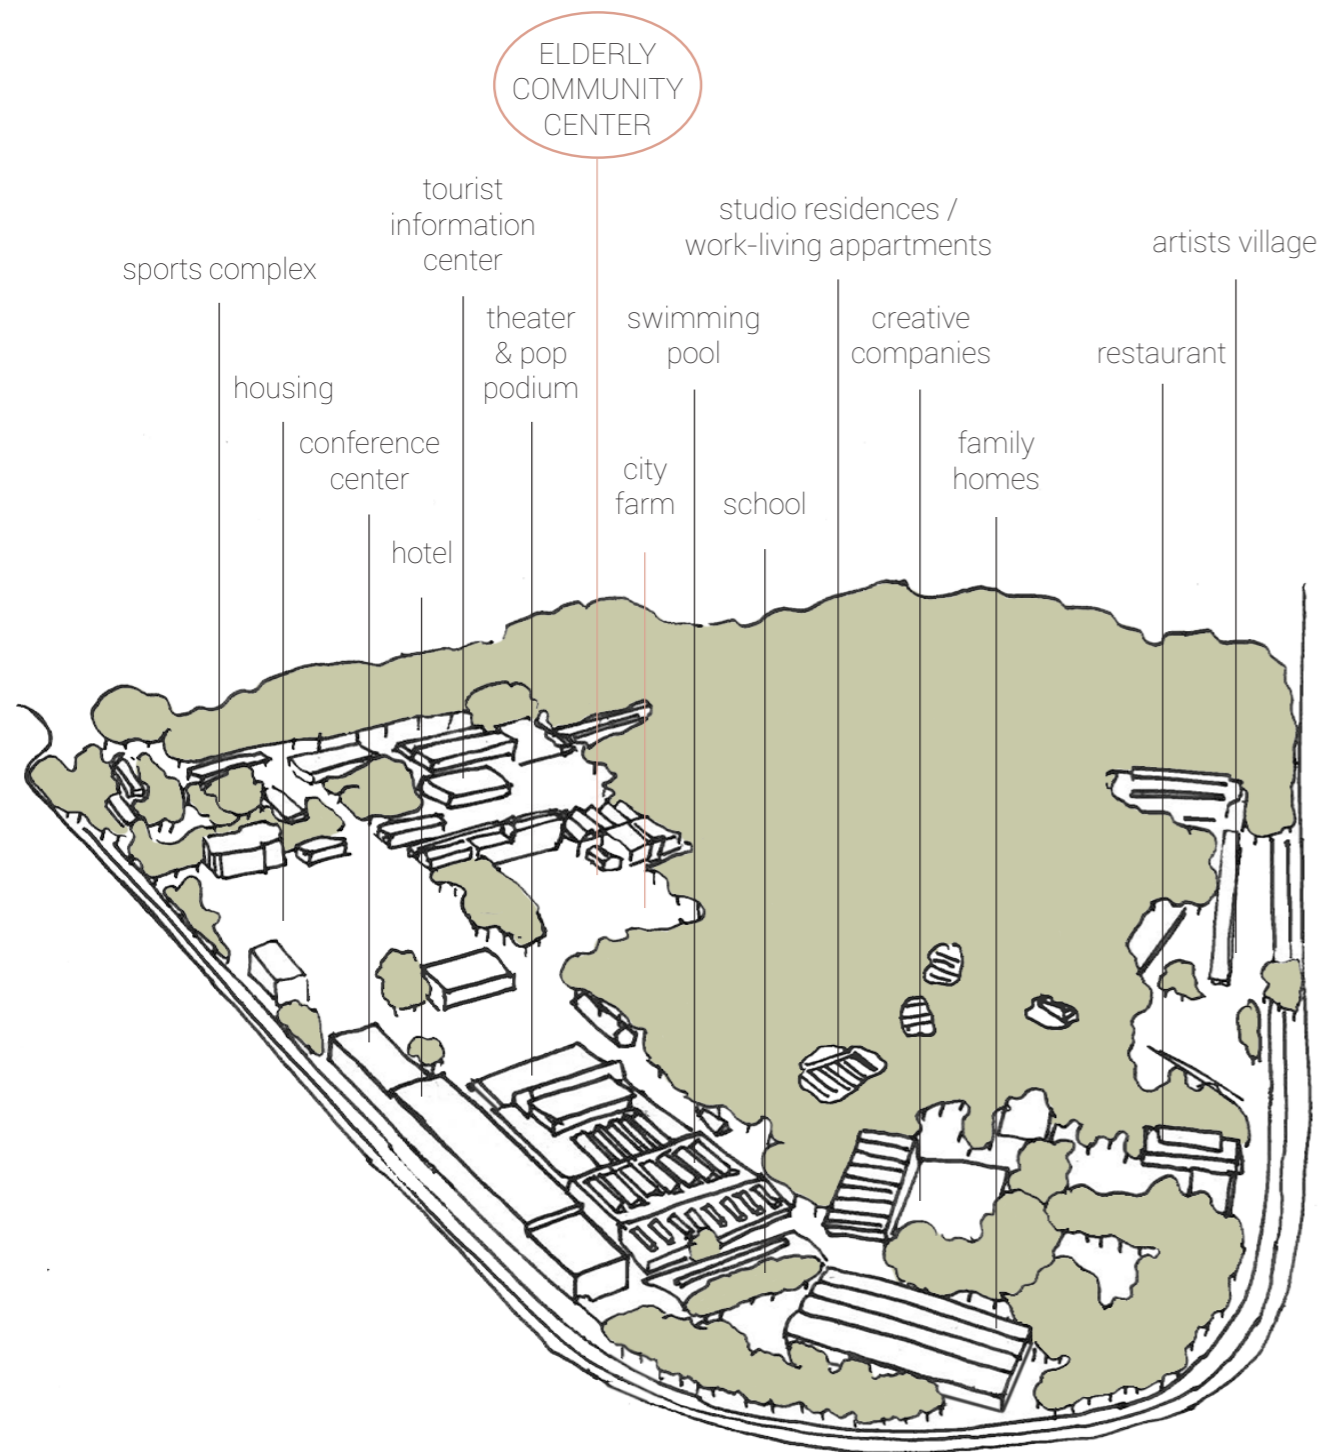 ELDERLY
COMMUNITY
CENTER
tourist
information
center
studio residences /
work-living appartments
artists village
sports complex
theater
& pop
podium
swimming
pool
creative
companies
restaurant
housing
conference
center
city
farm
school
family
homes
hotel